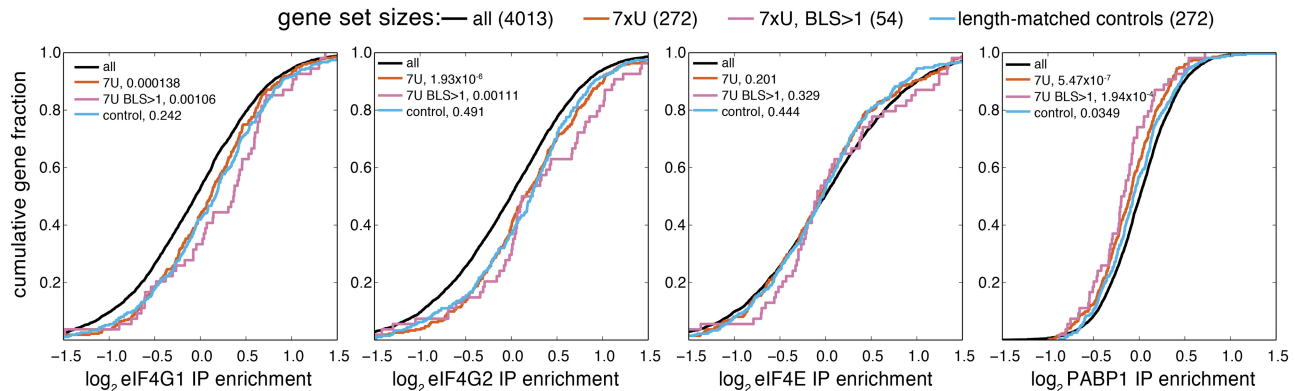 gene set sizes: all (4013) 7xU (272) 7xU, BLS>1 (54) length-matched controls (272)
cumulative gene fraction
1.0
0.8
0.6
0.4
0.2
all
7U, 0.000138
7U BLS>1, 0.00106
control, 0.242
−1.5 −1.0 −0.5 0.0 0.5 1.0 1.5
log₂ eIF4G1 IP enrichment
1.0
0.8
0.6
0.4
0.2
all
7U, 1.93x10⁻⁶
7U BLS>1, 0.00111
control, 0.491
−1.5 −1.0 −0.5 0.0 0.5 1.0 1.5
log₂ eIF4G2 IP enrichment
1.0
0.8
0.6
0.4
0.2
all
7U, 0.201
7U BLS>1, 0.329
control, 0.444
−1.5 −1.0 −0.5 0.0 0.5 1.0 1.5
log₂ eIF4E IP enrichment
1.0
0.8
0.6
0.4
0.2
all
7U, 5.47x10⁻⁷
7U BLS>1, 1.94x10⁻⁴
control, 0.0349
−1.5 −1.0 −0.5 0.0 0.5 1.0 1.5
log₂ PABP1 IP enrichment